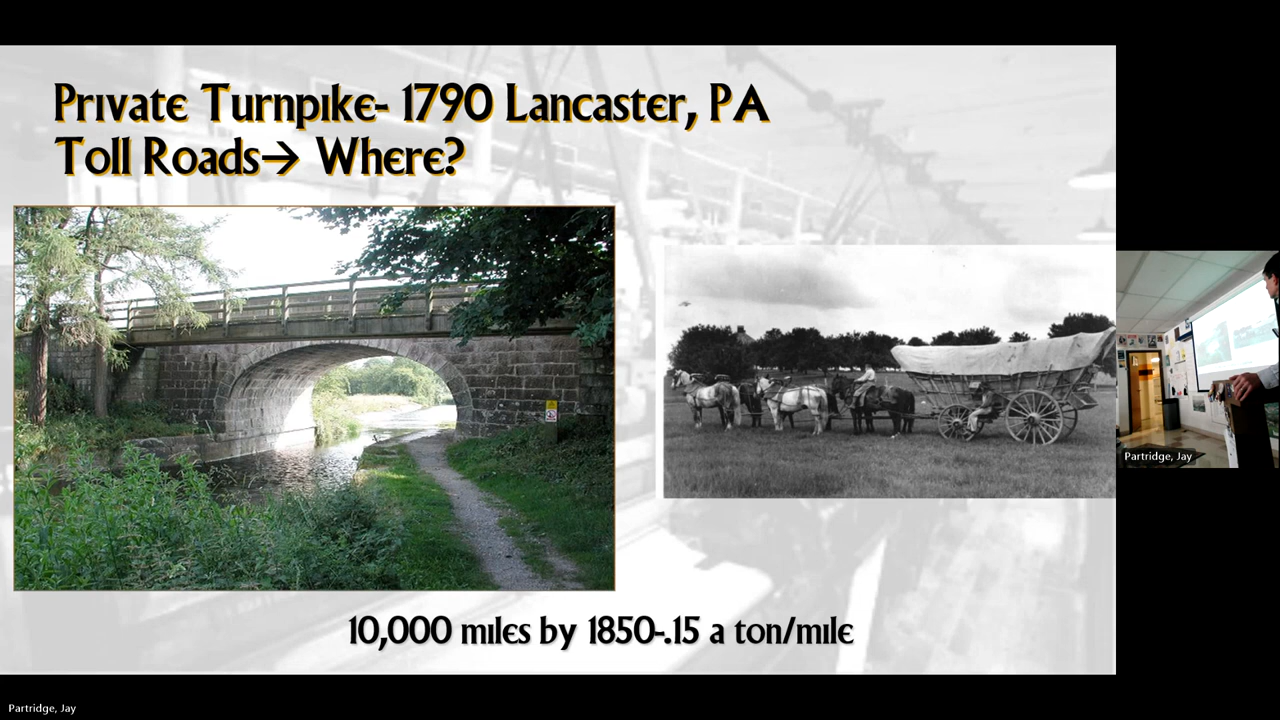 Private Turnpike- 1790 Lancaster, PA
Toll Roads→ Where?
10,000 miles by 1850-.15 a ton/mile
Partridge, Jay
Partridge, Jay